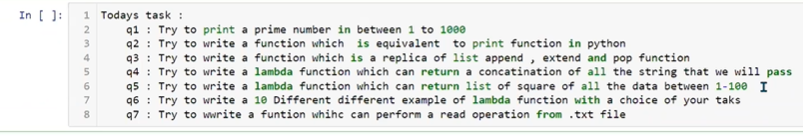 In [ ]:
1 Todays task :
2 q1 : Try to print a prime number in between 1 to 1000
3 q2 : Try to write a function which is equivalent to print function in python
4 q3 : Try to write a function which is a replica of list append , extend and pop function
5 q4 : Try to write a lambda function which can return a concatination of all the string that we will pass
6 q5 : Try to write a lambda function which can return list of square of all the data between 1-100
7 q6 : Try to write a 10 Different different example of lambda function with a choice of your taks
8 q7 : Try to wwrite a funtion whihc can perform a read operation from .txt file